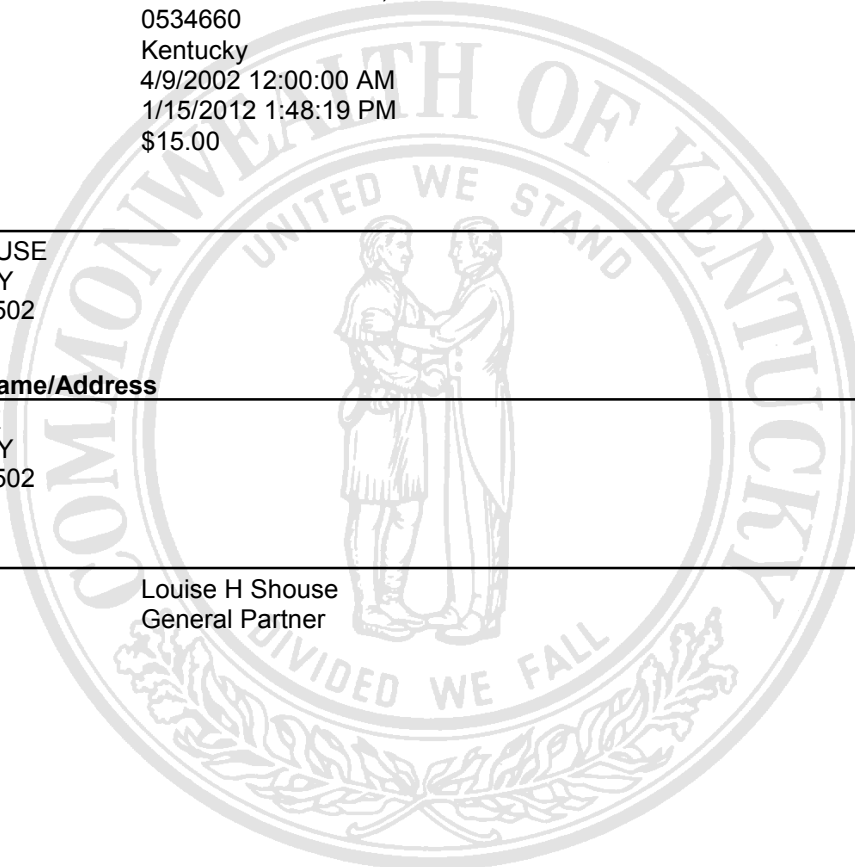 0534660
Kentucky
4/9/2002 12:00:00 AM
1/15/2012 1:48:19 PM
$15.00
USE
Y
502
ame/Address
Y
502
Louise H Shouse
General Partner
COMMONWEALTH OF KENTUCKY
UNITED WE STAND
DIVIDED WE FALL